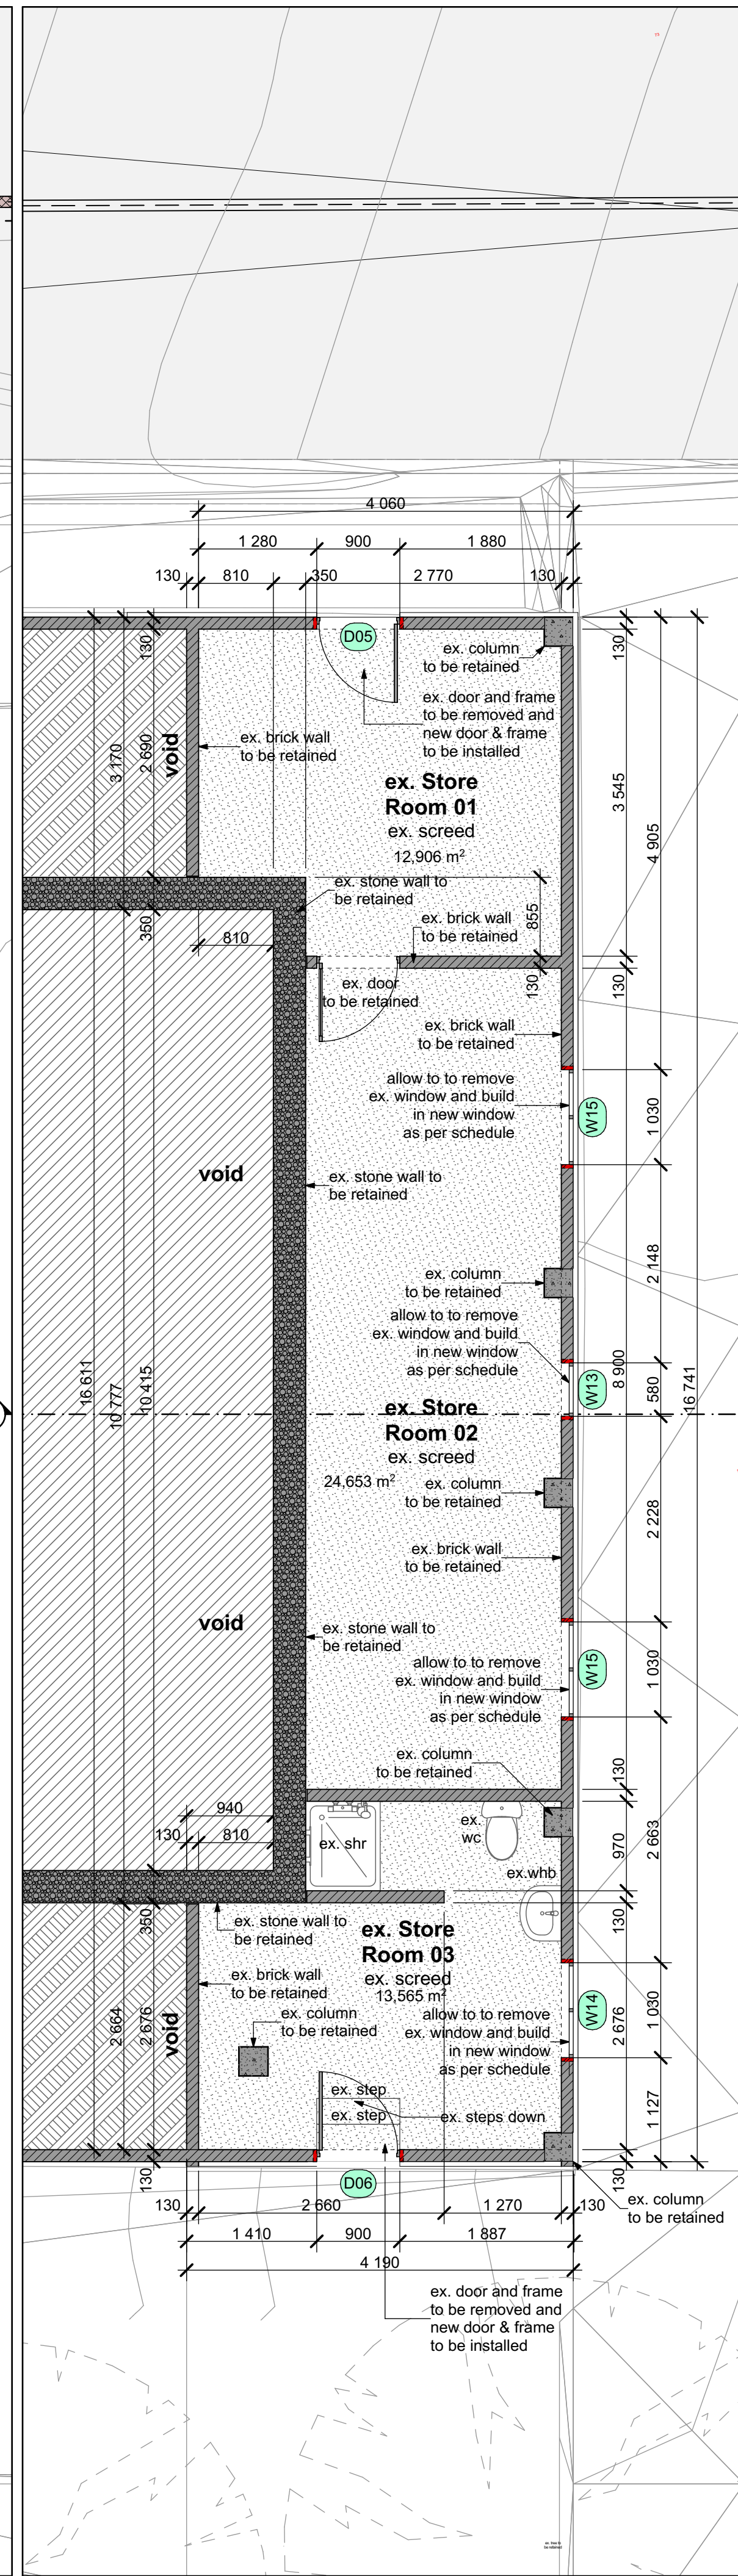 4 060
1 280
900
1 880
130
810
350
2 770
130
D05
130
2 690
3 170
void
ex. column
to be retained
ex. door and frame
to be removed and
new door & frame
to be installed
ex. brick wall
to be retained
ex. Store
Room 01
ex. screed
12,906 m²
130
3 545
4 905
ex. stone wall to
be retained
350
810
ex. brick wall
to be retained
855
130
130
ex. door
to be retained
ex. brick wall
to be retained
allow to to remove
ex. window and build
in new window
as per schedule
W15
1 030
void
ex. stone wall to
be retained
2 148
ex. column
to be retained
allow to to remove
ex. window and build
in new window
as per schedule
W13
8 900
580
16 741
16 611
10 777
10 415
ex. Store
Room 02
ex. screed
24,653 m²
ex. column
to be retained
2 228
ex. brick wall
to be retained
void
ex. stone wall to
be retained
allow to to remove
ex. window and build
in new window
as per schedule
W15
1 030
ex. column
to be retained
130
940
130
810
ex. shr
ex.
wc
970
2 663
ex.whb
350
130
ex. stone wall to
be retained
ex. Store
Room 03
ex. screed
13,565 m²
ex. brick wall
to be retained
ex. column
to be retained
allow to to remove
ex. window and build
in new window
as per schedule
W14
2 676
1 030
2 664
2 676
void
ex. step
ex. step
ex. steps down
1 127
130
D06
130
130
2 660
1 270
130
ex. column
to be retained
1 410
900
1 887
4 190
ex. door and frame
to be removed and
new door & frame
to be installed